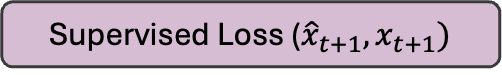 Supervised Loss (x̂ₜ₊₁, xₜ₊₁)